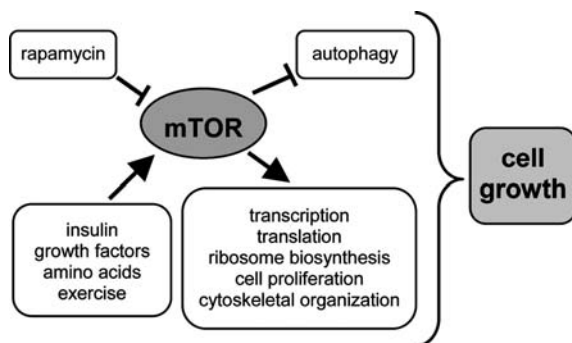 rapamycin
autophagy
mTOR
cell
growth
insulin
growth factors
amino acids
exercise
transcription
translation
ribosome biosynthesis
cell proliferation
cytoskeletal organization